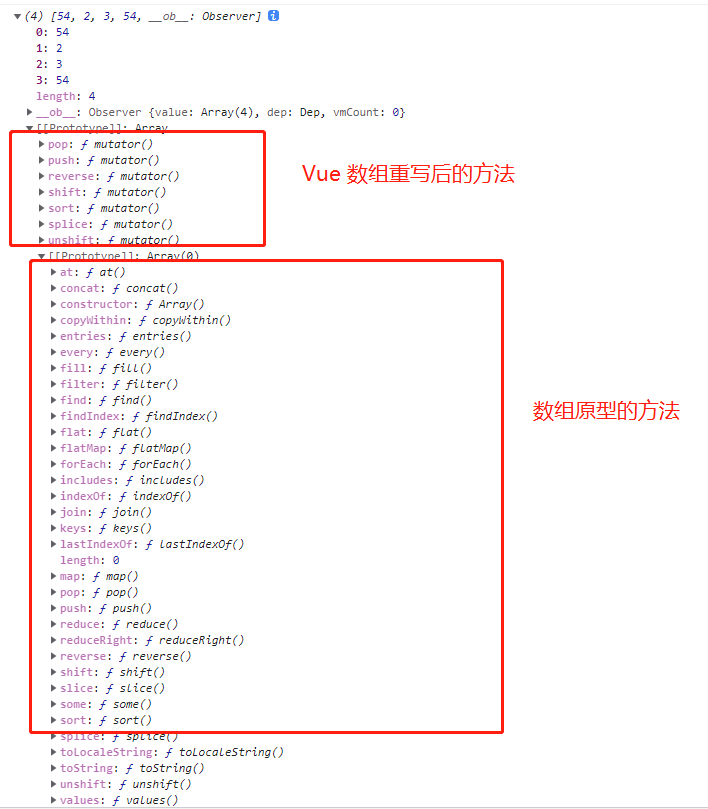 (4) [54, 2, 3, 54, __ob__: Observer] i
0: 54
1: 2
2: 3
3: 54
length: 4
__ob__: Observer {value: Array(4), dep: Dep, vmCount: 0}
[[Prototype]]: Array
pop: ƒ mutator()
push: ƒ mutator()
reverse: ƒ mutator()
shift: ƒ mutator()
sort: ƒ mutator()
splice: ƒ mutator()
unshift: ƒ mutator()
Vue 数组重写后的方法
[[Prototype]]: Array(0)
at: ƒ at()
concat: ƒ concat()
constructor: ƒ Array()
copyWithin: ƒ copyWithin()
entries: ƒ entries()
every: ƒ every()
fill: ƒ fill()
filter: ƒ filter()
find: ƒ find()
findIndex: ƒ findIndex()
flat: ƒ flat()
flatMap: ƒ flatMap()
forEach: ƒ forEach()
includes: ƒ includes()
indexOf: ƒ indexOf()
join: ƒ join()
keys: ƒ keys()
lastIndexOf: ƒ lastIndexOf()
length: 0
map: ƒ map()
pop: ƒ pop()
push: ƒ push()
reduce: ƒ reduce()
reduceRight: ƒ reduceRight()
reverse: ƒ reverse()
shift: ƒ shift()
slice: ƒ slice()
some: ƒ some()
sort: ƒ sort()
数组原型的方法
splice: ƒ splice()
toLocaleString: ƒ toLocaleString()
toString: ƒ toString()
unshift: ƒ unshift()
values: ƒ values()